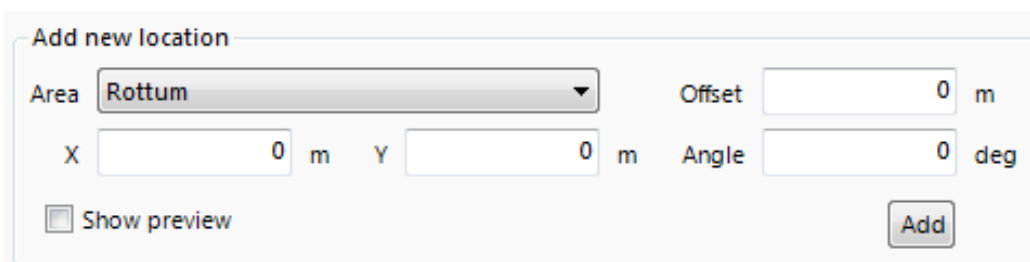 Add new location
Area Rottum Offset 0 m
X 0 m Y 0 m Angle 0 deg
Show preview Add